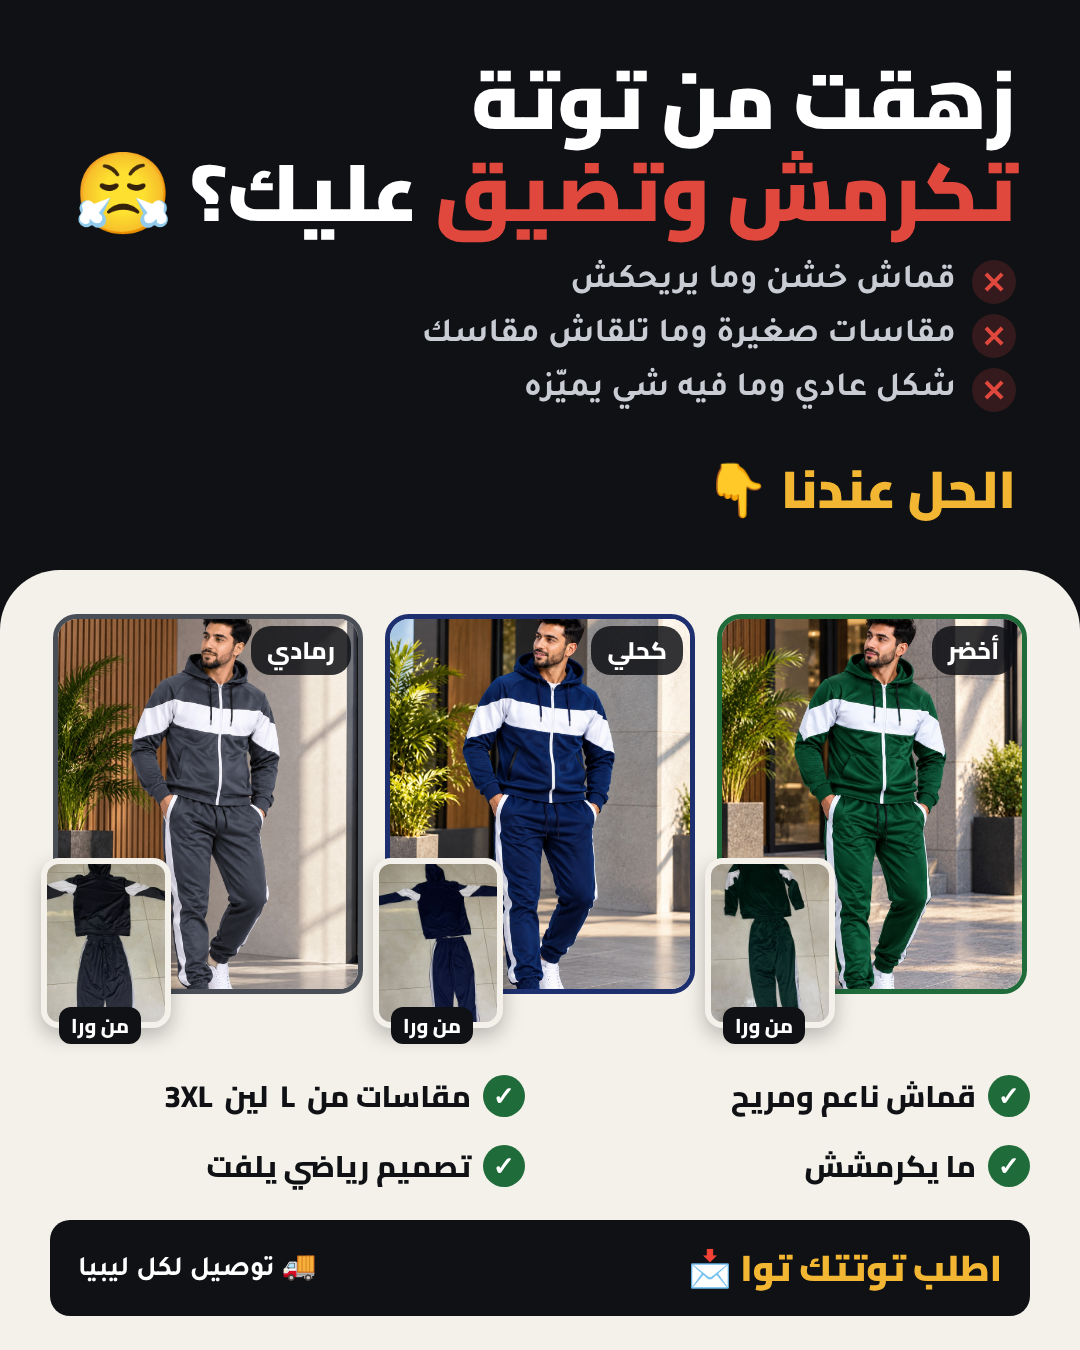 زهقت من توتة
تكرمش وتضيق عليك؟ 😤
قماش خشن وما يريحكش
مقاسات صغيرة وما تلقاش مقاسك
شكل عادي وما فيه شي يميّزه
الحل عندنا 👇
أخضر
كحلي
رمادي
من ورا
من ورا
من ورا
قماش ناعم ومريح
مقاسات من L لين 3XL
ما يكرمشش
تصميم رياضي يلفت
اطلب توتتك توا 📩
🚚 توصيل لكل ليبيا